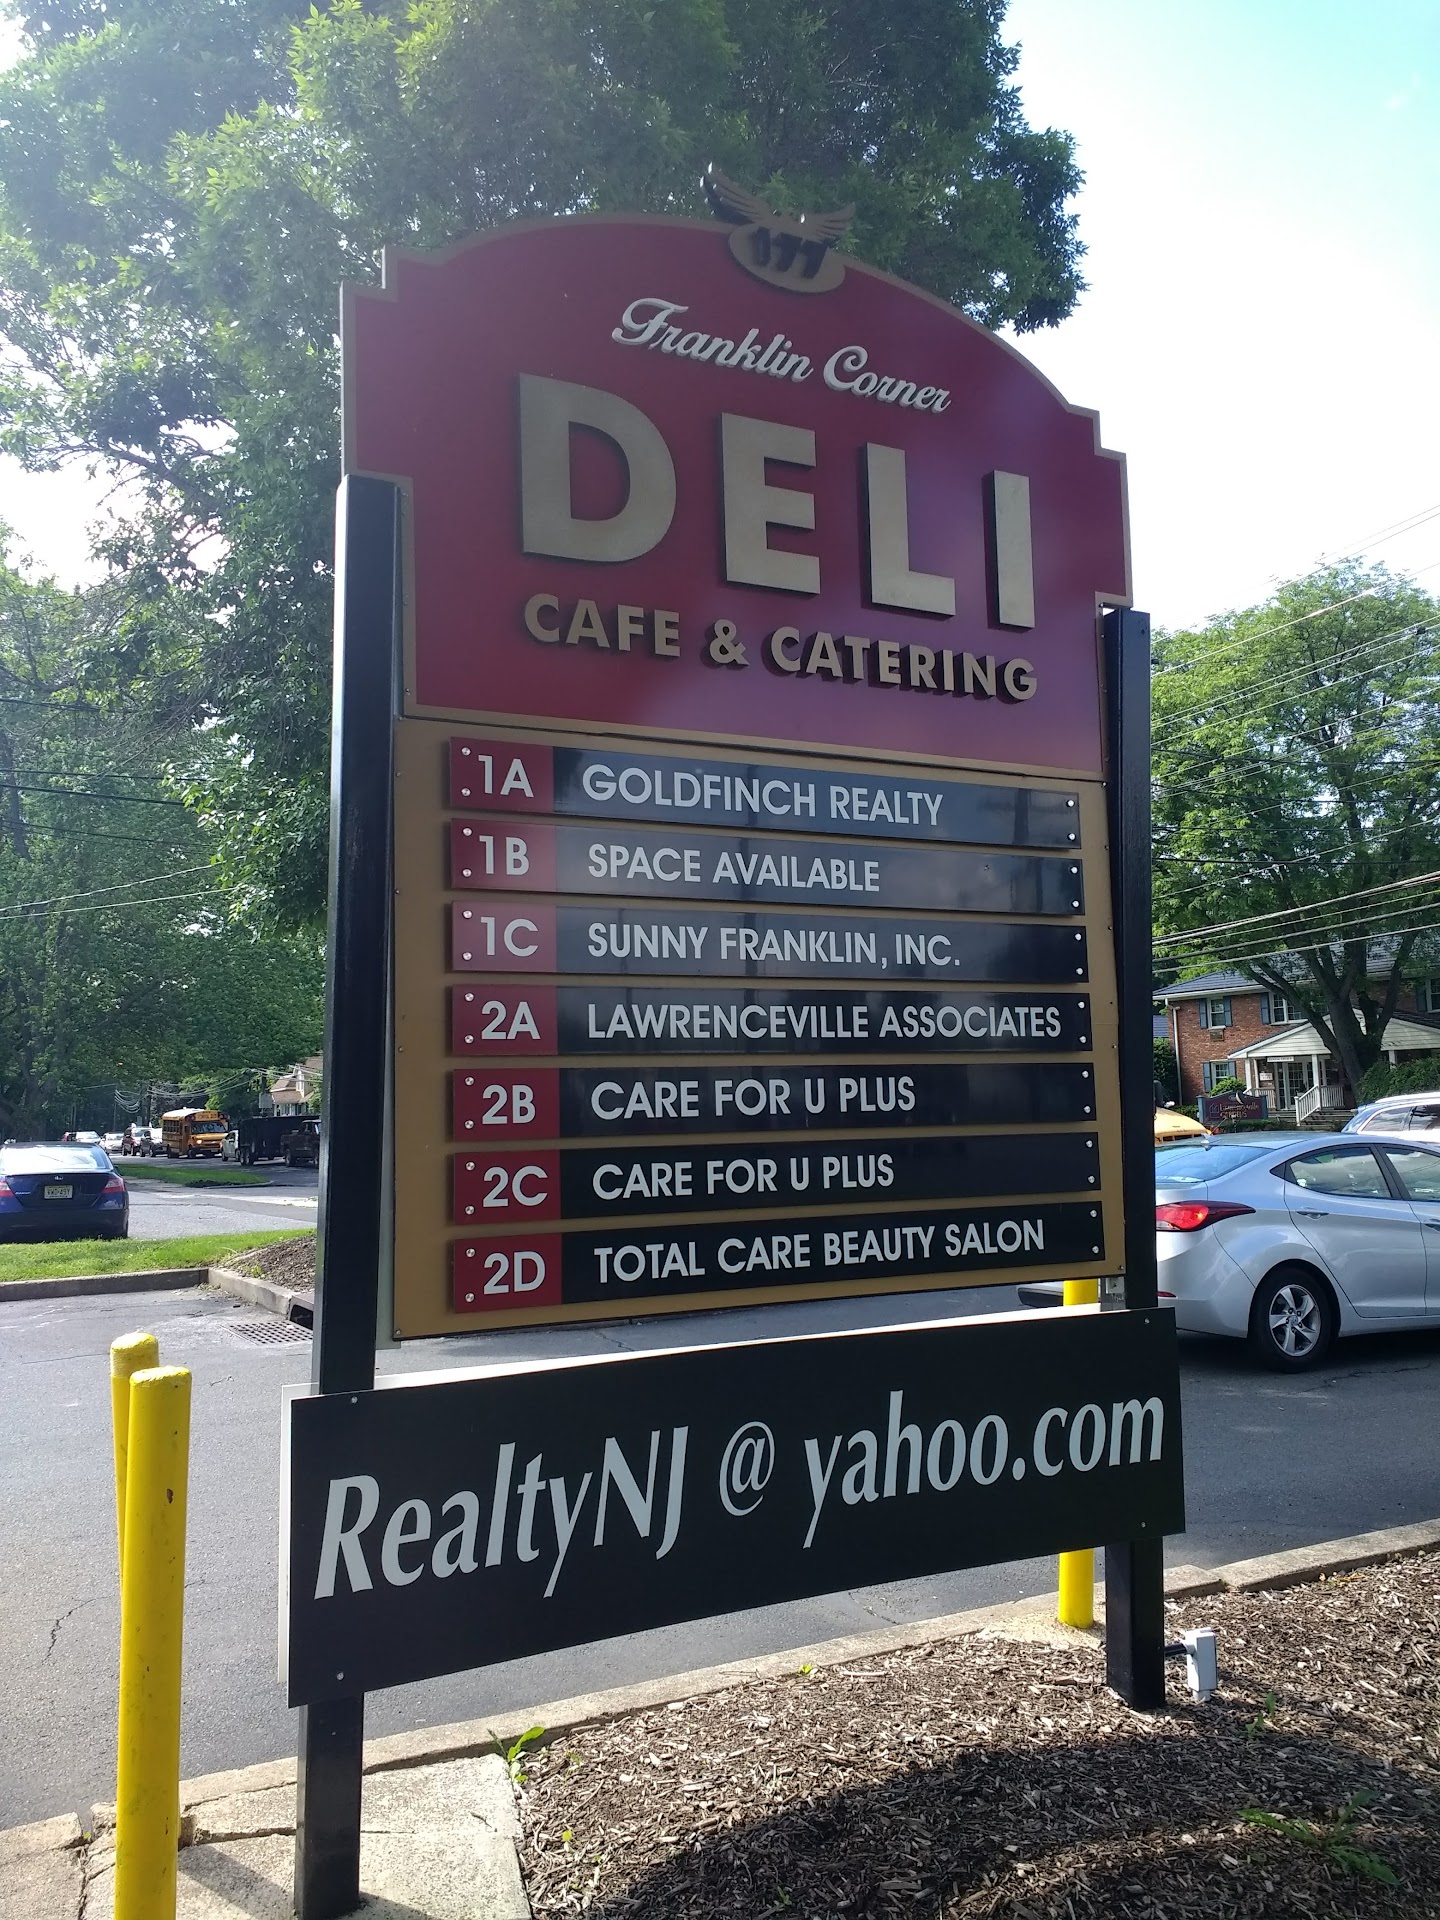 177
Franklin Corner
DELI
CAFE & CATERING
1A GOLDFINCH REALTY
1B SPACE AVAILABLE
1C SUNNY FRANKLIN, INC.
2A LAWRENCEVILLE ASSOCIATES
2B CARE FOR U PLUS
2C CARE FOR U PLUS
2D TOTAL CARE BEAUTY SALON
RealtyNJ @ yahoo.com